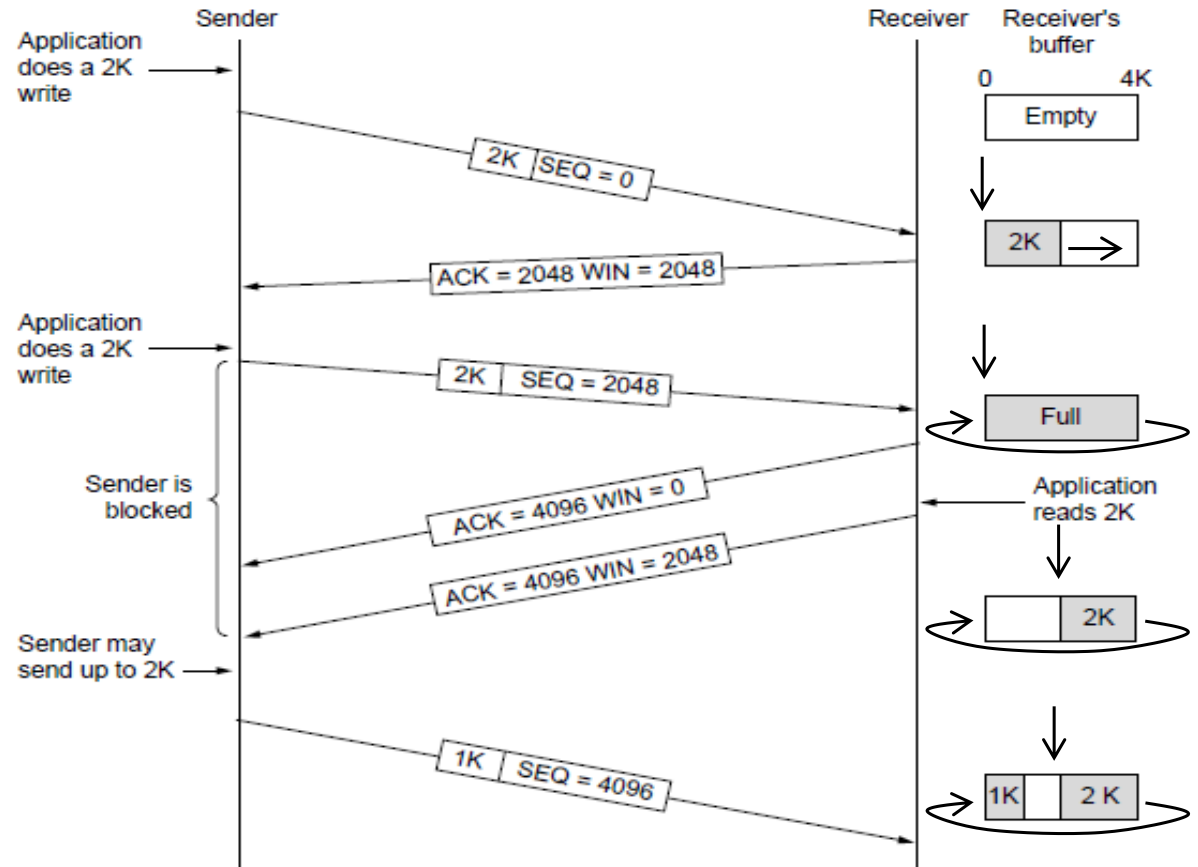 Sender
Receiver
Receiver's
buffer
Application
does a 2K
write
0
4K
Empty
2K
SEQ = 0
2K
ACK = 2048 WIN = 2048
Application
does a 2K
write
2K
SEQ = 2048
Full
Sender is
blocked
ACK = 4096 WIN = 0
Application
reads 2K
ACK = 4096 WIN = 2048
2K
Sender may
send up to 2K
1K
SEQ = 4096
1K
2 K